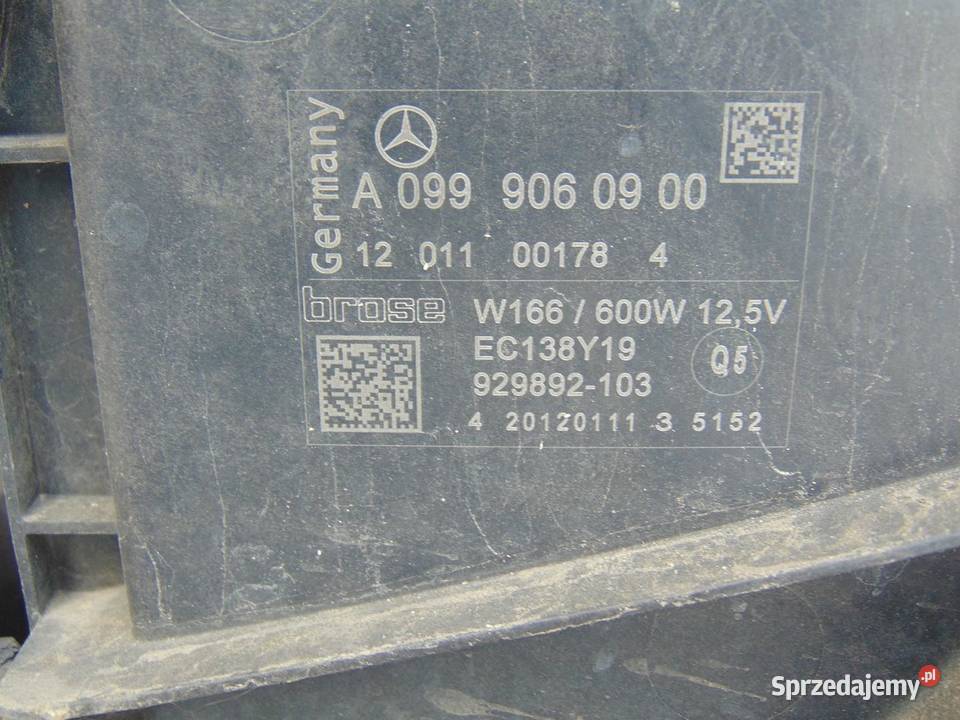 Germany
A 099 906 09 00
12 011 00178 4
brose
W166 / 600W 12,5V
EC138Y19
Q5
929892-103
4 20120111 3 5152
Sprzedajemy.pl